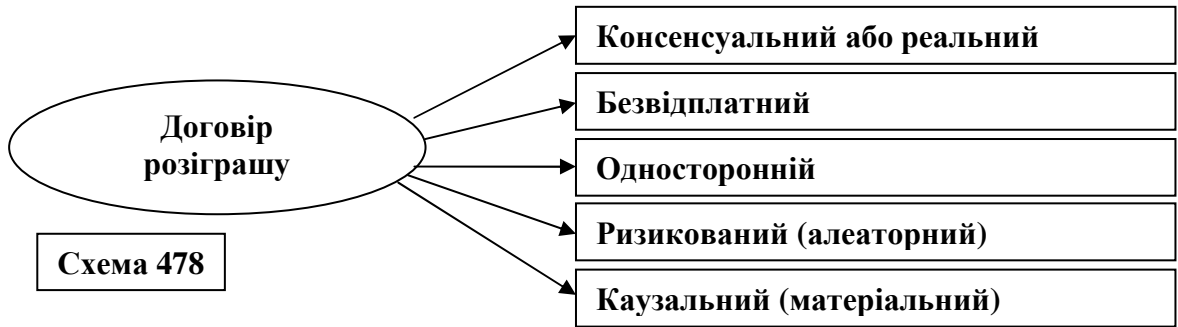 Консенсуальний або реальний
Безвідплатний
Договір
розіграшу
Односторонній
Ризикований (алеаторний)
Схема 478
Каузальний (матеріальний)